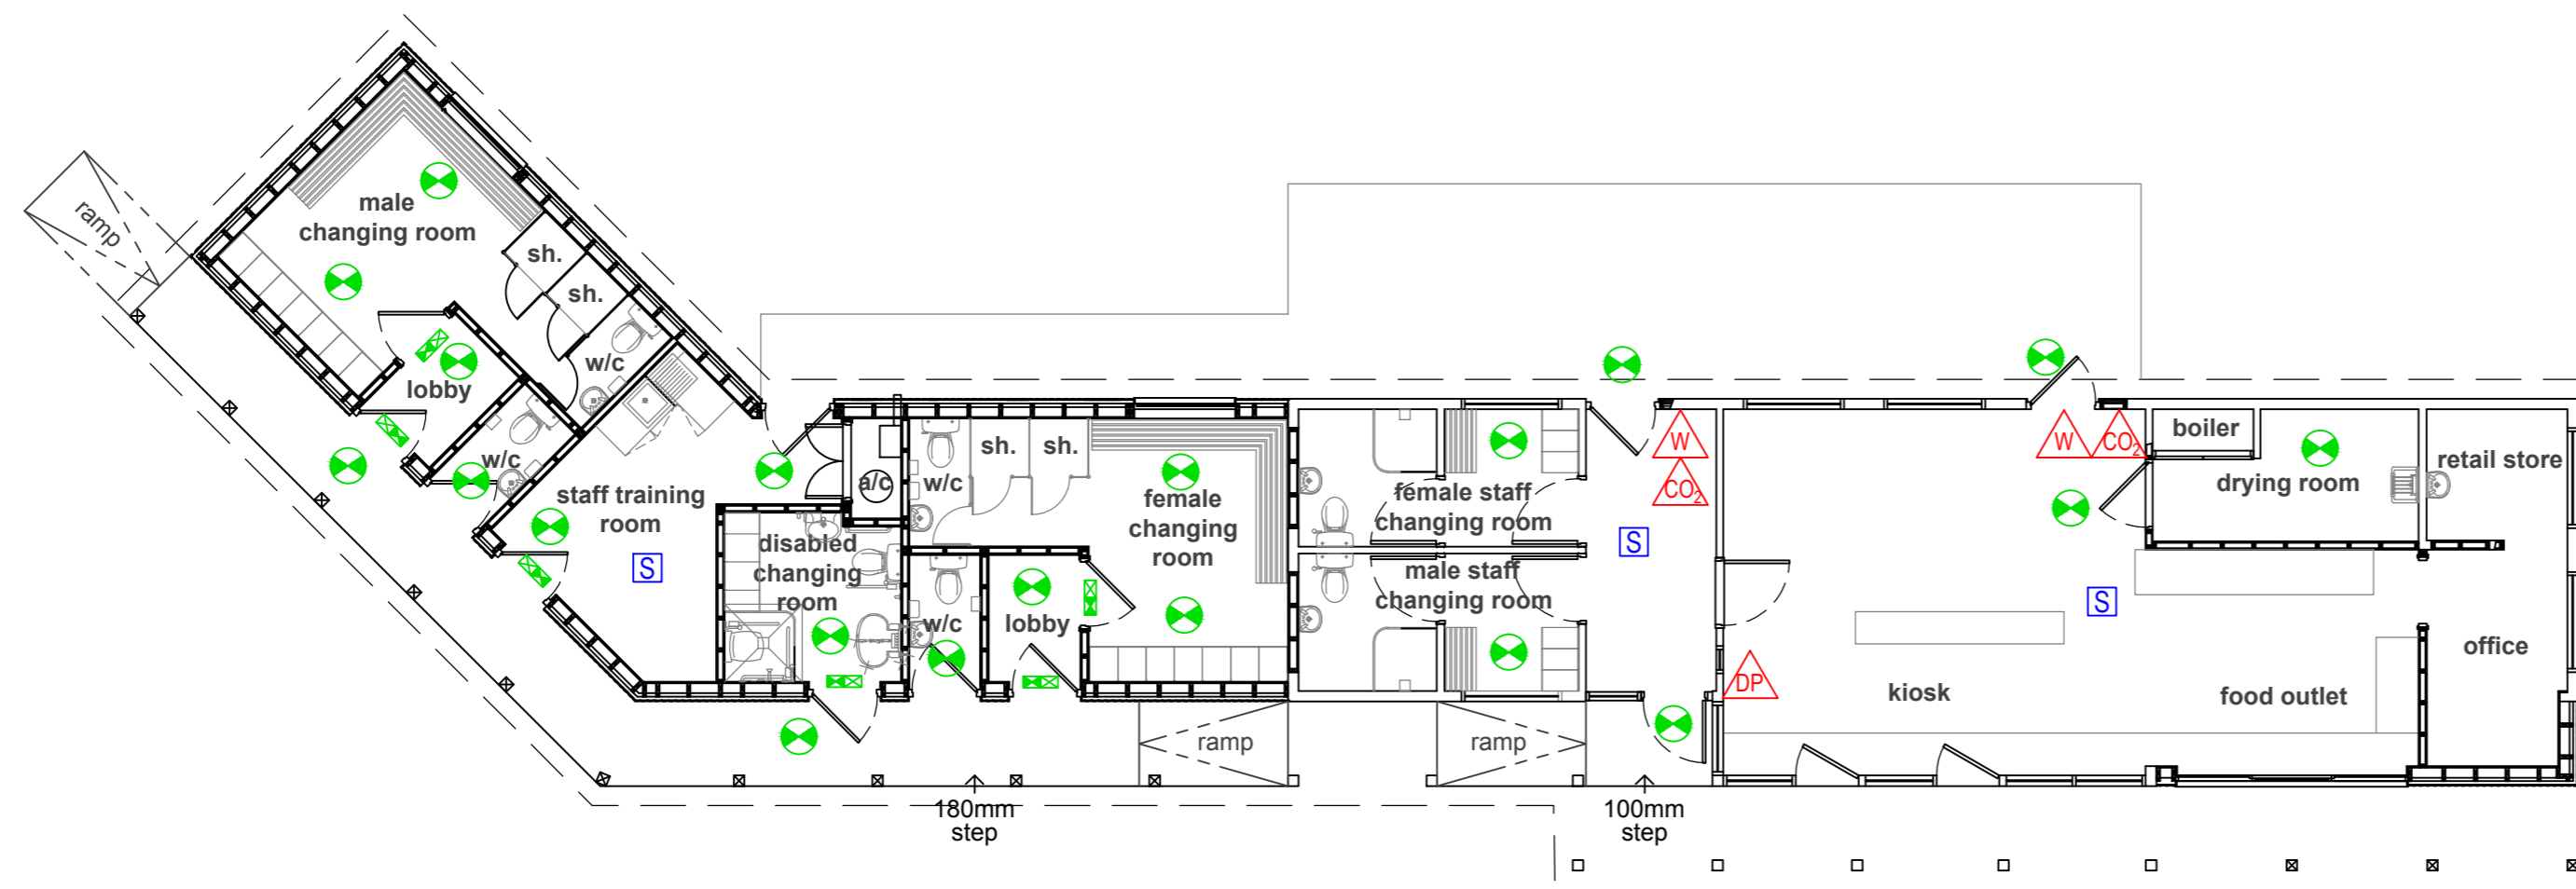 ramp
male
changing room
sh.
sh.
w/c
lobby
w/c
staff training
room
S
a/c
disabled
changing
room
w/c
sh.
sh.
w/c
lobby
female
changing
room
female staff
changing room
male staff
changing room
W
CO2
S
DP
W
CO2
boiler
drying room
retail store
S
office
kiosk
food outlet
ramp
ramp
180mm
step
100mm
step